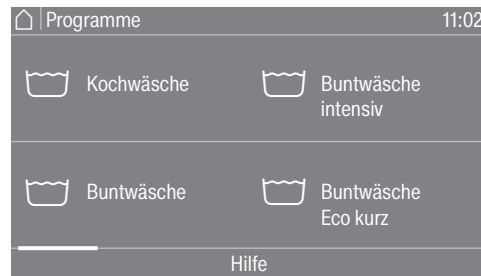 Programme 11:02
Kochwäsche
Buntwäsche
intensiv
Buntwäsche
Buntwäsche
Eco kurz
Hilfe